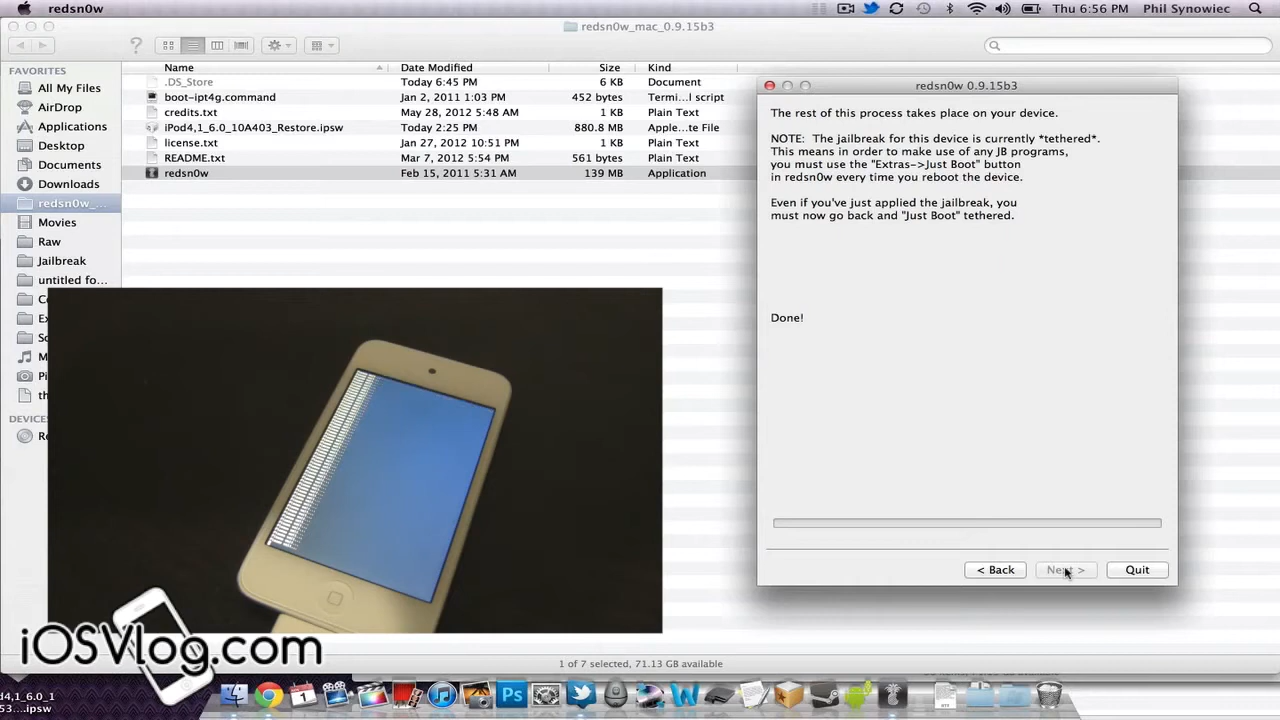 redsn0w
Thu 6:56 PM Phil Synowiec
redsn0w_mac_0.9.15b3
FAVORITES
All My Files
AirDrop
Applications
Desktop
Documents
Downloads
redsn0w_...
Movies
Raw
Jailbreak
untitled fo...
DEVICES
Name Date Modified Size Kind
.DS_Store Today 6:45 PM 6 KB Document
boot-ipt4g.command Jan 2, 2011 1:03 PM 452 bytes Termi...l script
credits.txt May 28, 2012 5:48 AM 1 KB Plain Text
iPod4,1_6.0_10A403_Restore.ipsw Today 2:25 PM 880.8 MB Apple...te File
license.txt Jan 27, 2012 10:51 PM 1 KB Plain Text
README.txt Mar 7, 2012 5:54 PM 561 bytes Plain Text
redsn0w Feb 15, 2011 5:31 AM 139 MB Application
redsn0w 0.9.15b3
The rest of this process takes place on your device.
NOTE: The jailbreak for this device is currently *tethered*.
This means in order to make use of any JB programs,
you must use the "Extras->Just Boot" button
in redsn0w every time you reboot the device.
Even if you've just applied the jailbreak, you
must now go back and "Just Boot" tethered.
Done!
< Back Next > Quit
iOSVlog.com
1 of 7 selected, 71.13 GB available
d4,1_6.0_1
53...ipsw
Ps